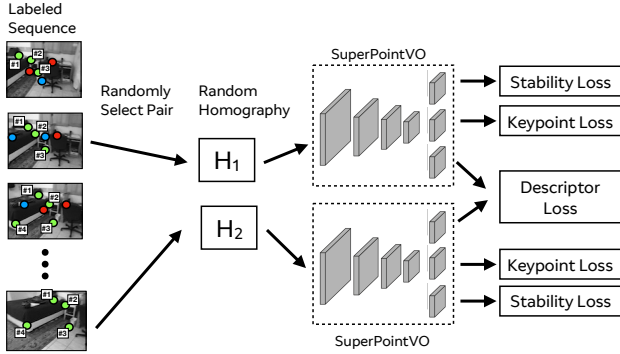 Labeled
Sequence
#1
#2
#3
#1
#2
#3
#1
#2
#4
#3
#1
#2
#4
#3
Randomly
Select Pair
Random
Homography
H₁
H₂
SuperPointVO
SuperPointVO
Stability Loss
Keypoint Loss
Descriptor
Loss
Keypoint Loss
Stability Loss